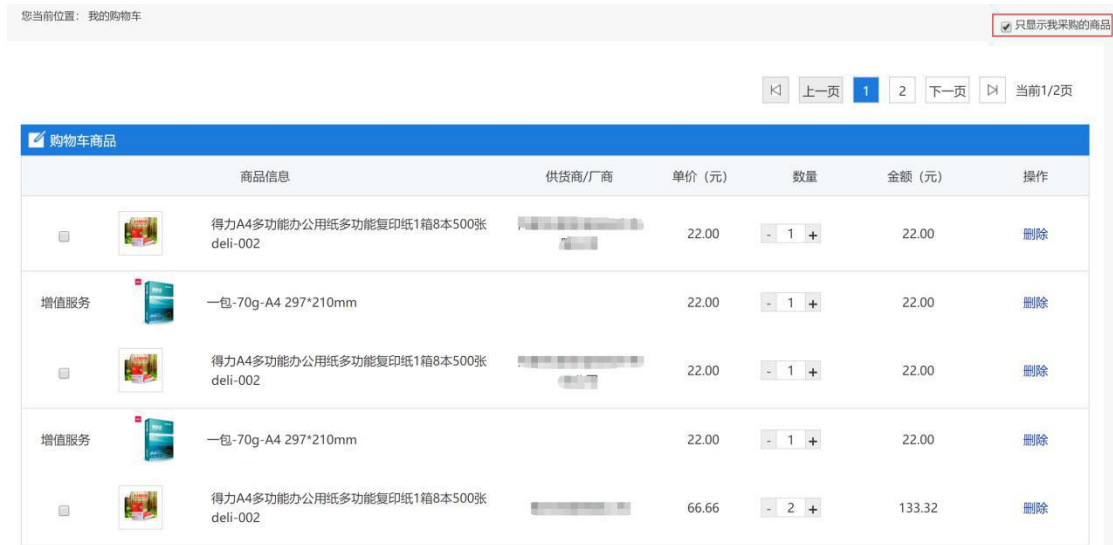 您当前位置： 我的购物车
只显示我采购的商品
上一页 1 2 下一页 当前1/2页
购物车商品
商品信息 供货商/厂商 单价（元） 数量 金额（元） 操作
得力A4多功能办公用纸多功能复印纸1箱8本500张
deli-002
22.00 - 1 + 22.00 删除
增值服务 一包-70g-A4 297*210mm 22.00 - 1 + 22.00 删除
得力A4多功能办公用纸多功能复印纸1箱8本500张
deli-002
22.00 - 1 + 22.00 删除
增值服务 一包-70g-A4 297*210mm 22.00 - 1 + 22.00 删除
得力A4多功能办公用纸多功能复印纸1箱8本500张
deli-002
66.66 - 2 + 133.32 删除